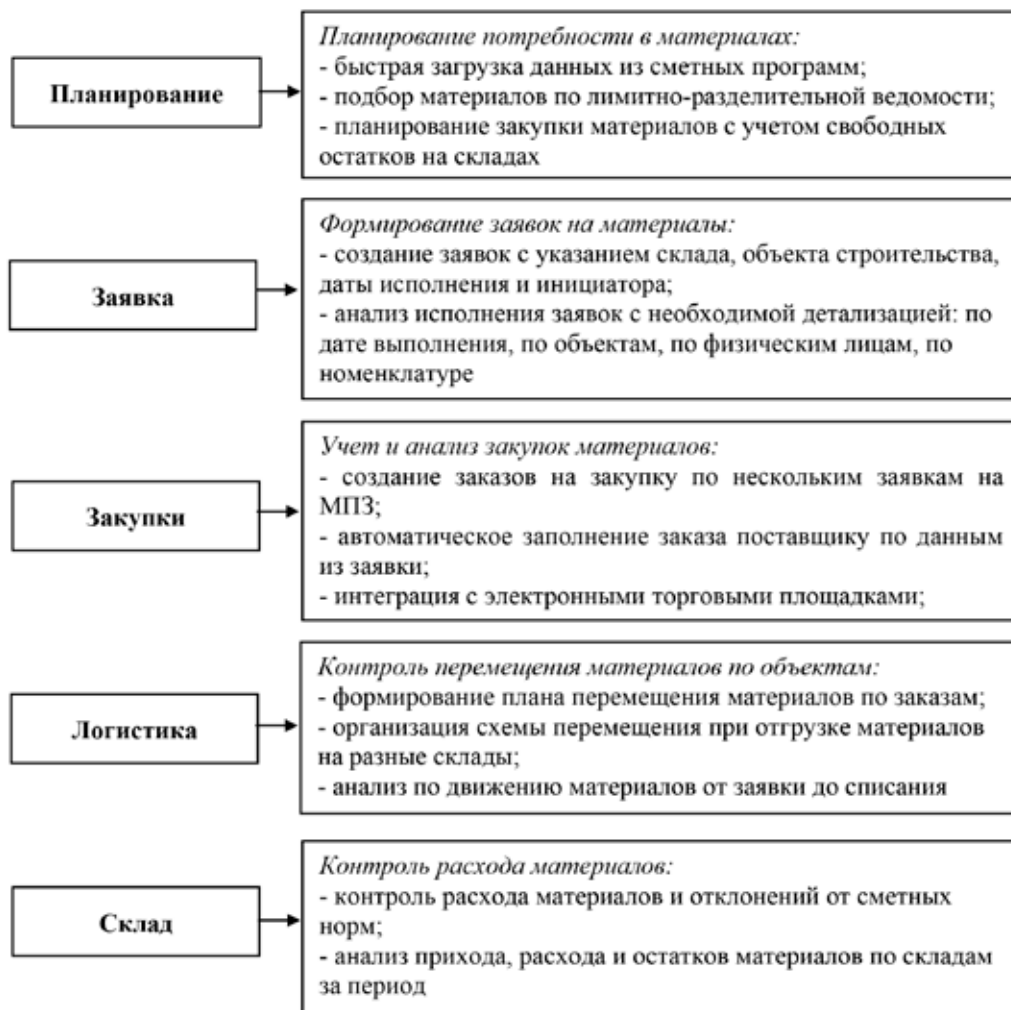 Планирование
Планирование потребности в материалах:
- быстрая загрузка данных из сметных программ;
- подбор материалов по лимитно-разделительной ведомости;
- планирование закупки материалов с учетом свободных
остатков на складах
Заявка
Формирование заявок на материалы:
- создание заявок с указанием склада, объекта строительства,
даты исполнения и инициатора;
- анализ исполнения заявок с необходимой детализацией: по
дате выполнения, по объектам, по физическим лицам, по
номенклатуре
Закупки
Учет и анализ закупок материалов:
- создание заказов на закупку по нескольким заявкам на
МПЗ;
- автоматическое заполнение заказа поставщику по данным
из заявки;
- интеграция с электронными торговыми площадками;
Логистика
Контроль перемещения материалов по объектам:
- формирование плана перемещения материалов по заказам;
- организация схемы перемещения при отгрузке материалов
на разные склады;
- анализ по движению материалов от заявки до списания
Склад
Контроль расхода материалов:
- контроль расхода материалов и отклонений от сметных
норм;
- анализ прихода, расхода и остатков материалов по складам
за период